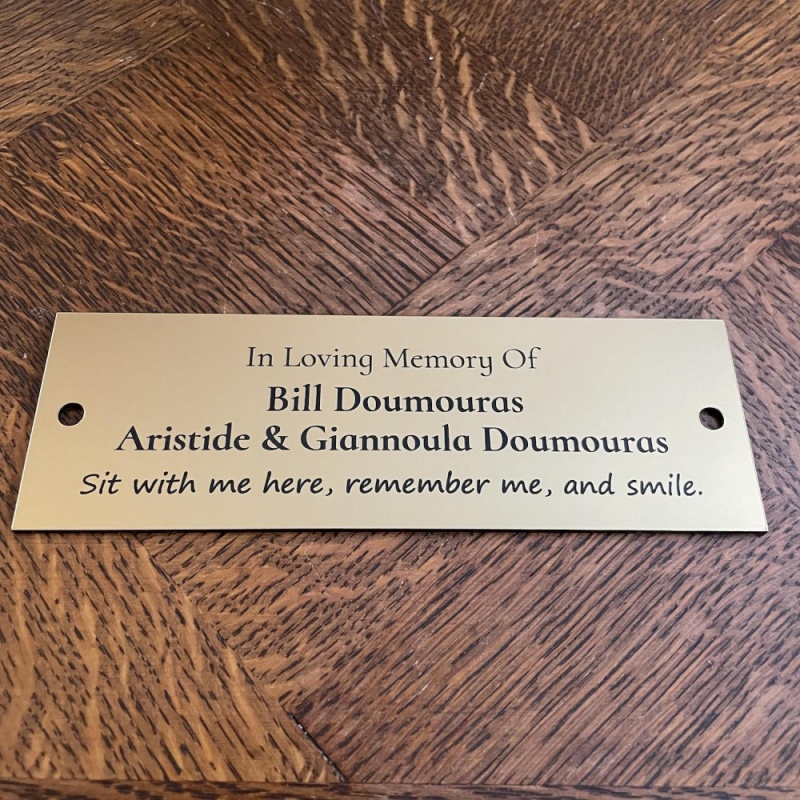 In Loving Memory Of
Bill Doumouras
Aristide & Giannoula Doumouras
Sit with me here, remember me, and smile.